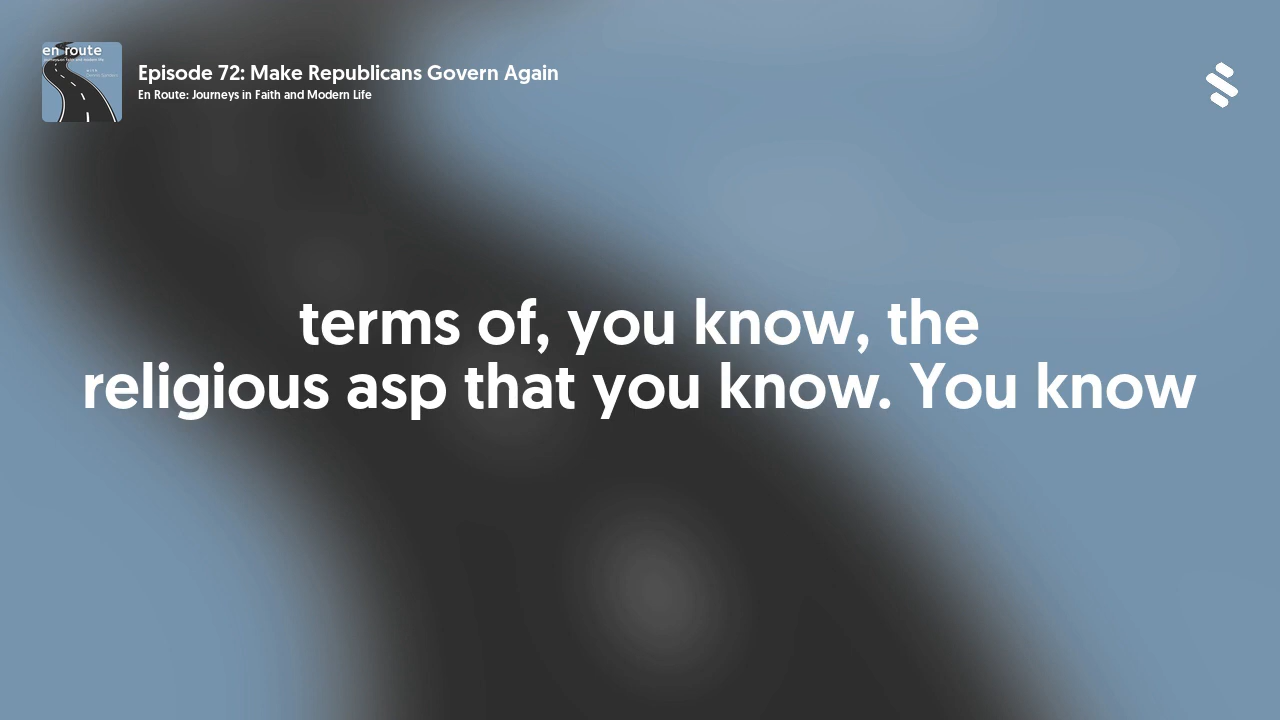 en route
Episode 72: Make Republicans Govern Again
En Route: Journeys in Faith and Modern Life
terms of, you know, the
religious asp that you know. You know